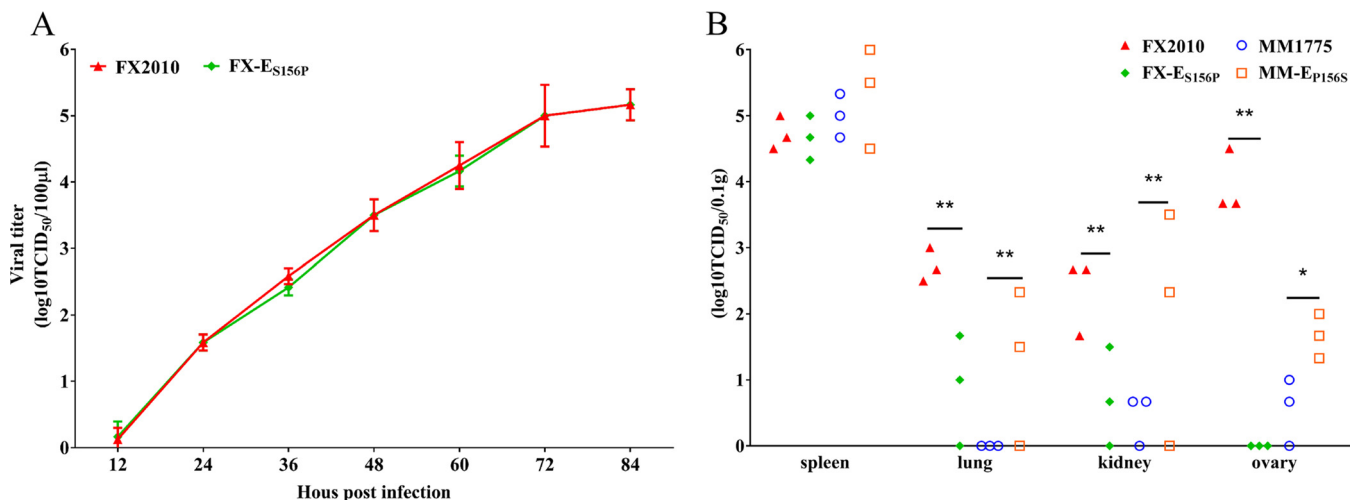 A
FX2010 FX-ES156P
Viral titer
(log10TCID50/100μl)
6
5
4
3
2
1
0
12 24 36 48 60 72 84
Hous post infection
B
FX2010 MM1775
FX-ES156P MM-EP156S
(log10TCID50/0.1g)
6
5
4
3
2
1
0
** ** ** ** ** *
spleen lung kidney ovary